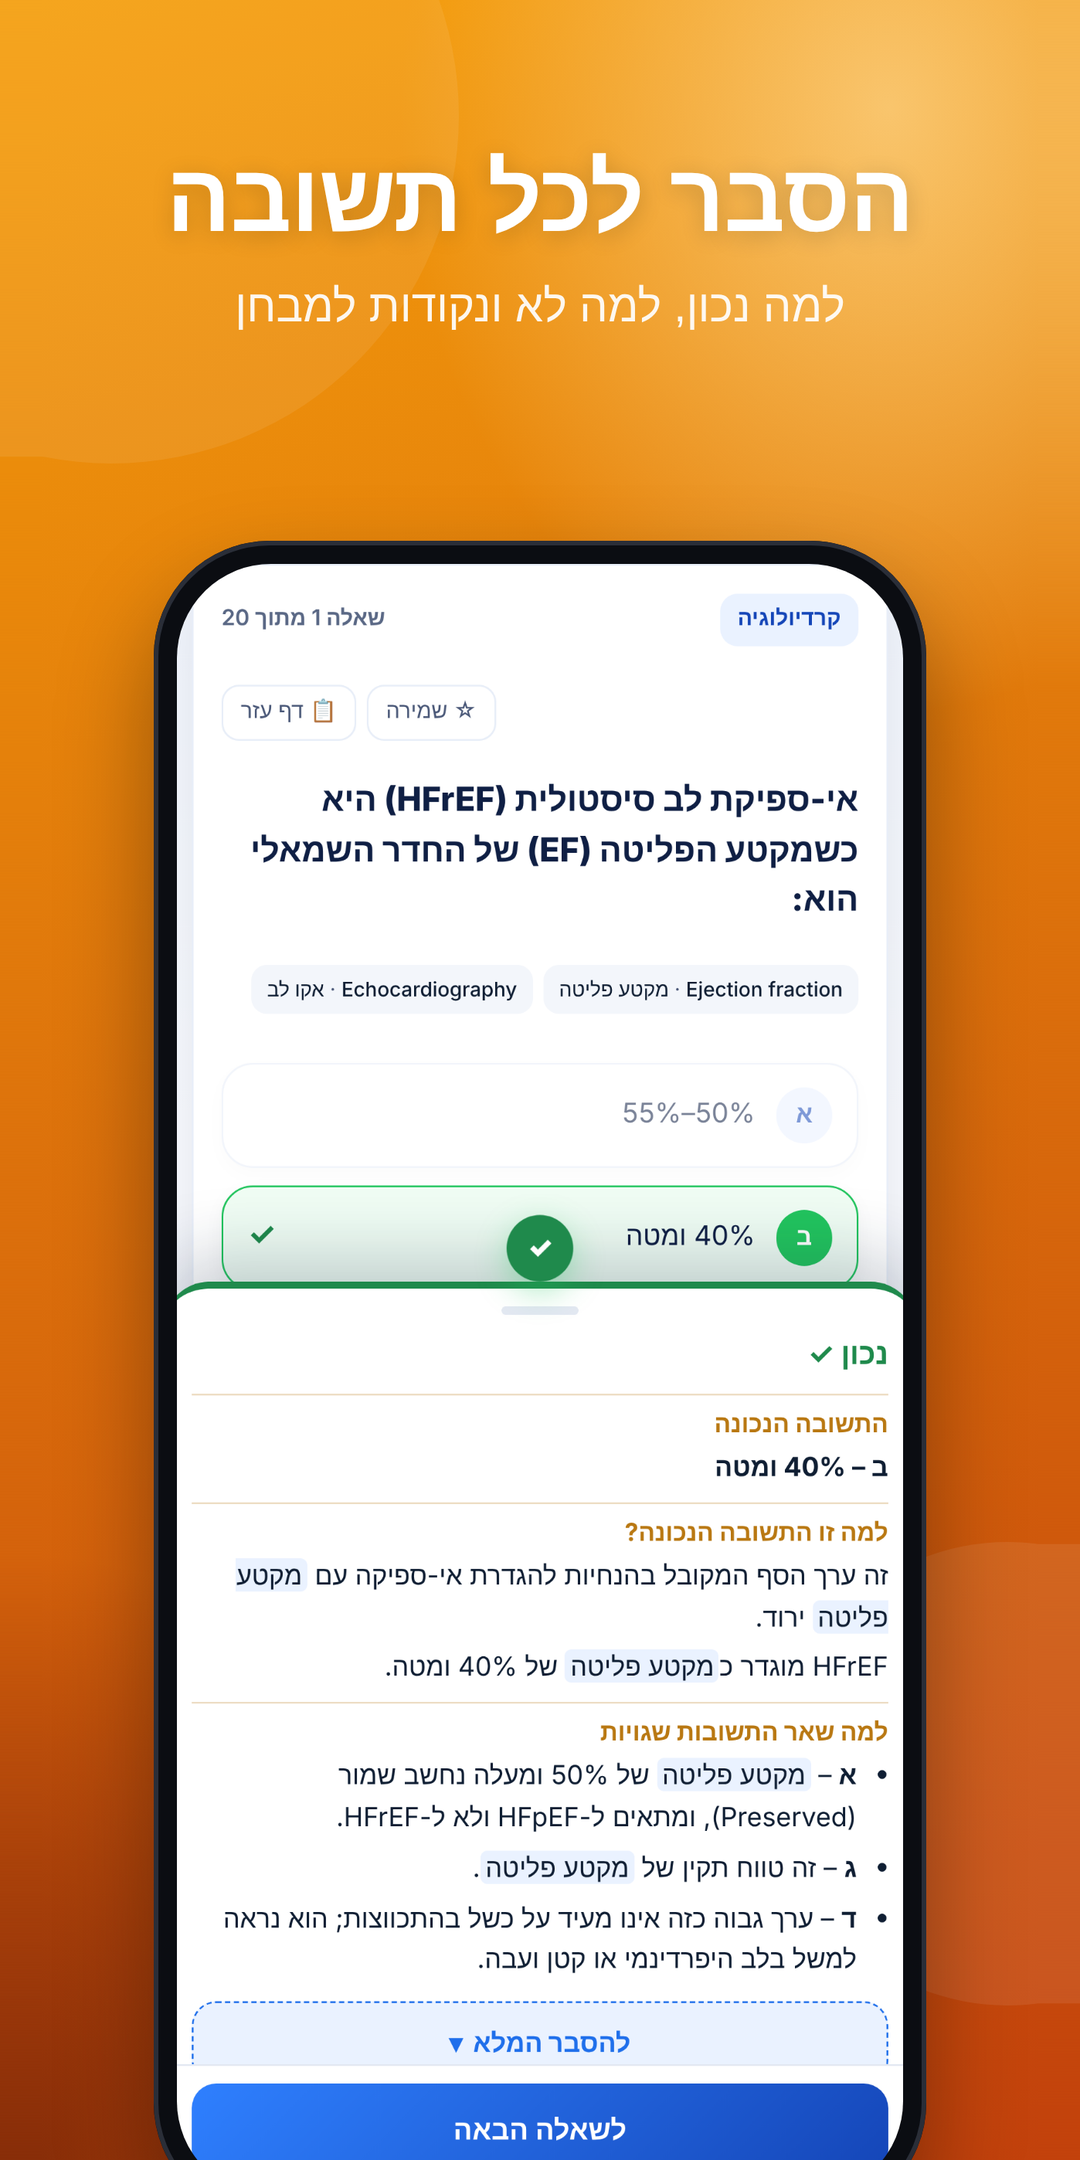 הסבר לכל תשובה
למה נכון, למה לא ונקודות למבחן
קרדיולוגיה
שאלה 1 מתוך 20
☆ שמירה
📋 דף עזר
אי-ספיקת לב סיסטולית (HFrEF) היא
כשמקטע הפליטה (EF) של החדר השמאלי
הוא:
Ejection fraction · מקטע פליטה
Echocardiography · אקו לב
א
50%–55%
ב
40% ומטה
✓
✓
נכון ✓
התשובה הנכונה
ב – 40% ומטה
למה זו התשובה הנכונה?
זה ערך הסף המקובל בהנחיות להגדרת אי-ספיקה עם מקטע
פליטה ירוד.
HFrEF מוגדר כמקטע פליטה של 40% ומטה.
למה שאר התשובות שגויות
• א – מקטע פליטה של 50% ומעלה נחשב שמור
(Preserved), ומתאים ל-HFpEF ולא ל-HFrEF.
• ג – זה טווח תקין של מקטע פליטה.
• ד – ערך גבוה כזה אינו מעיד על כשל בהתכווצות; הוא נראה
למשל בלב היפרדינמי או קטן ועבה.
להסבר המלא ▼
לשאלה הבאה